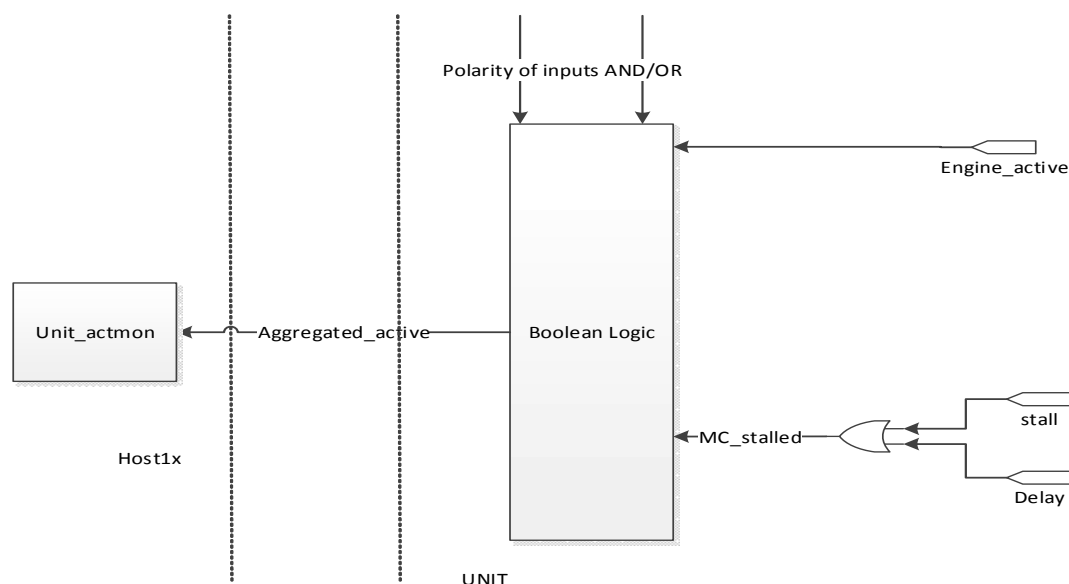 Polarity of inputs AND/OR
Engine_active
Unit_actmon
Aggregated_active
Boolean Logic
stall
MC_stalled
Host1x
Delay
UNIT